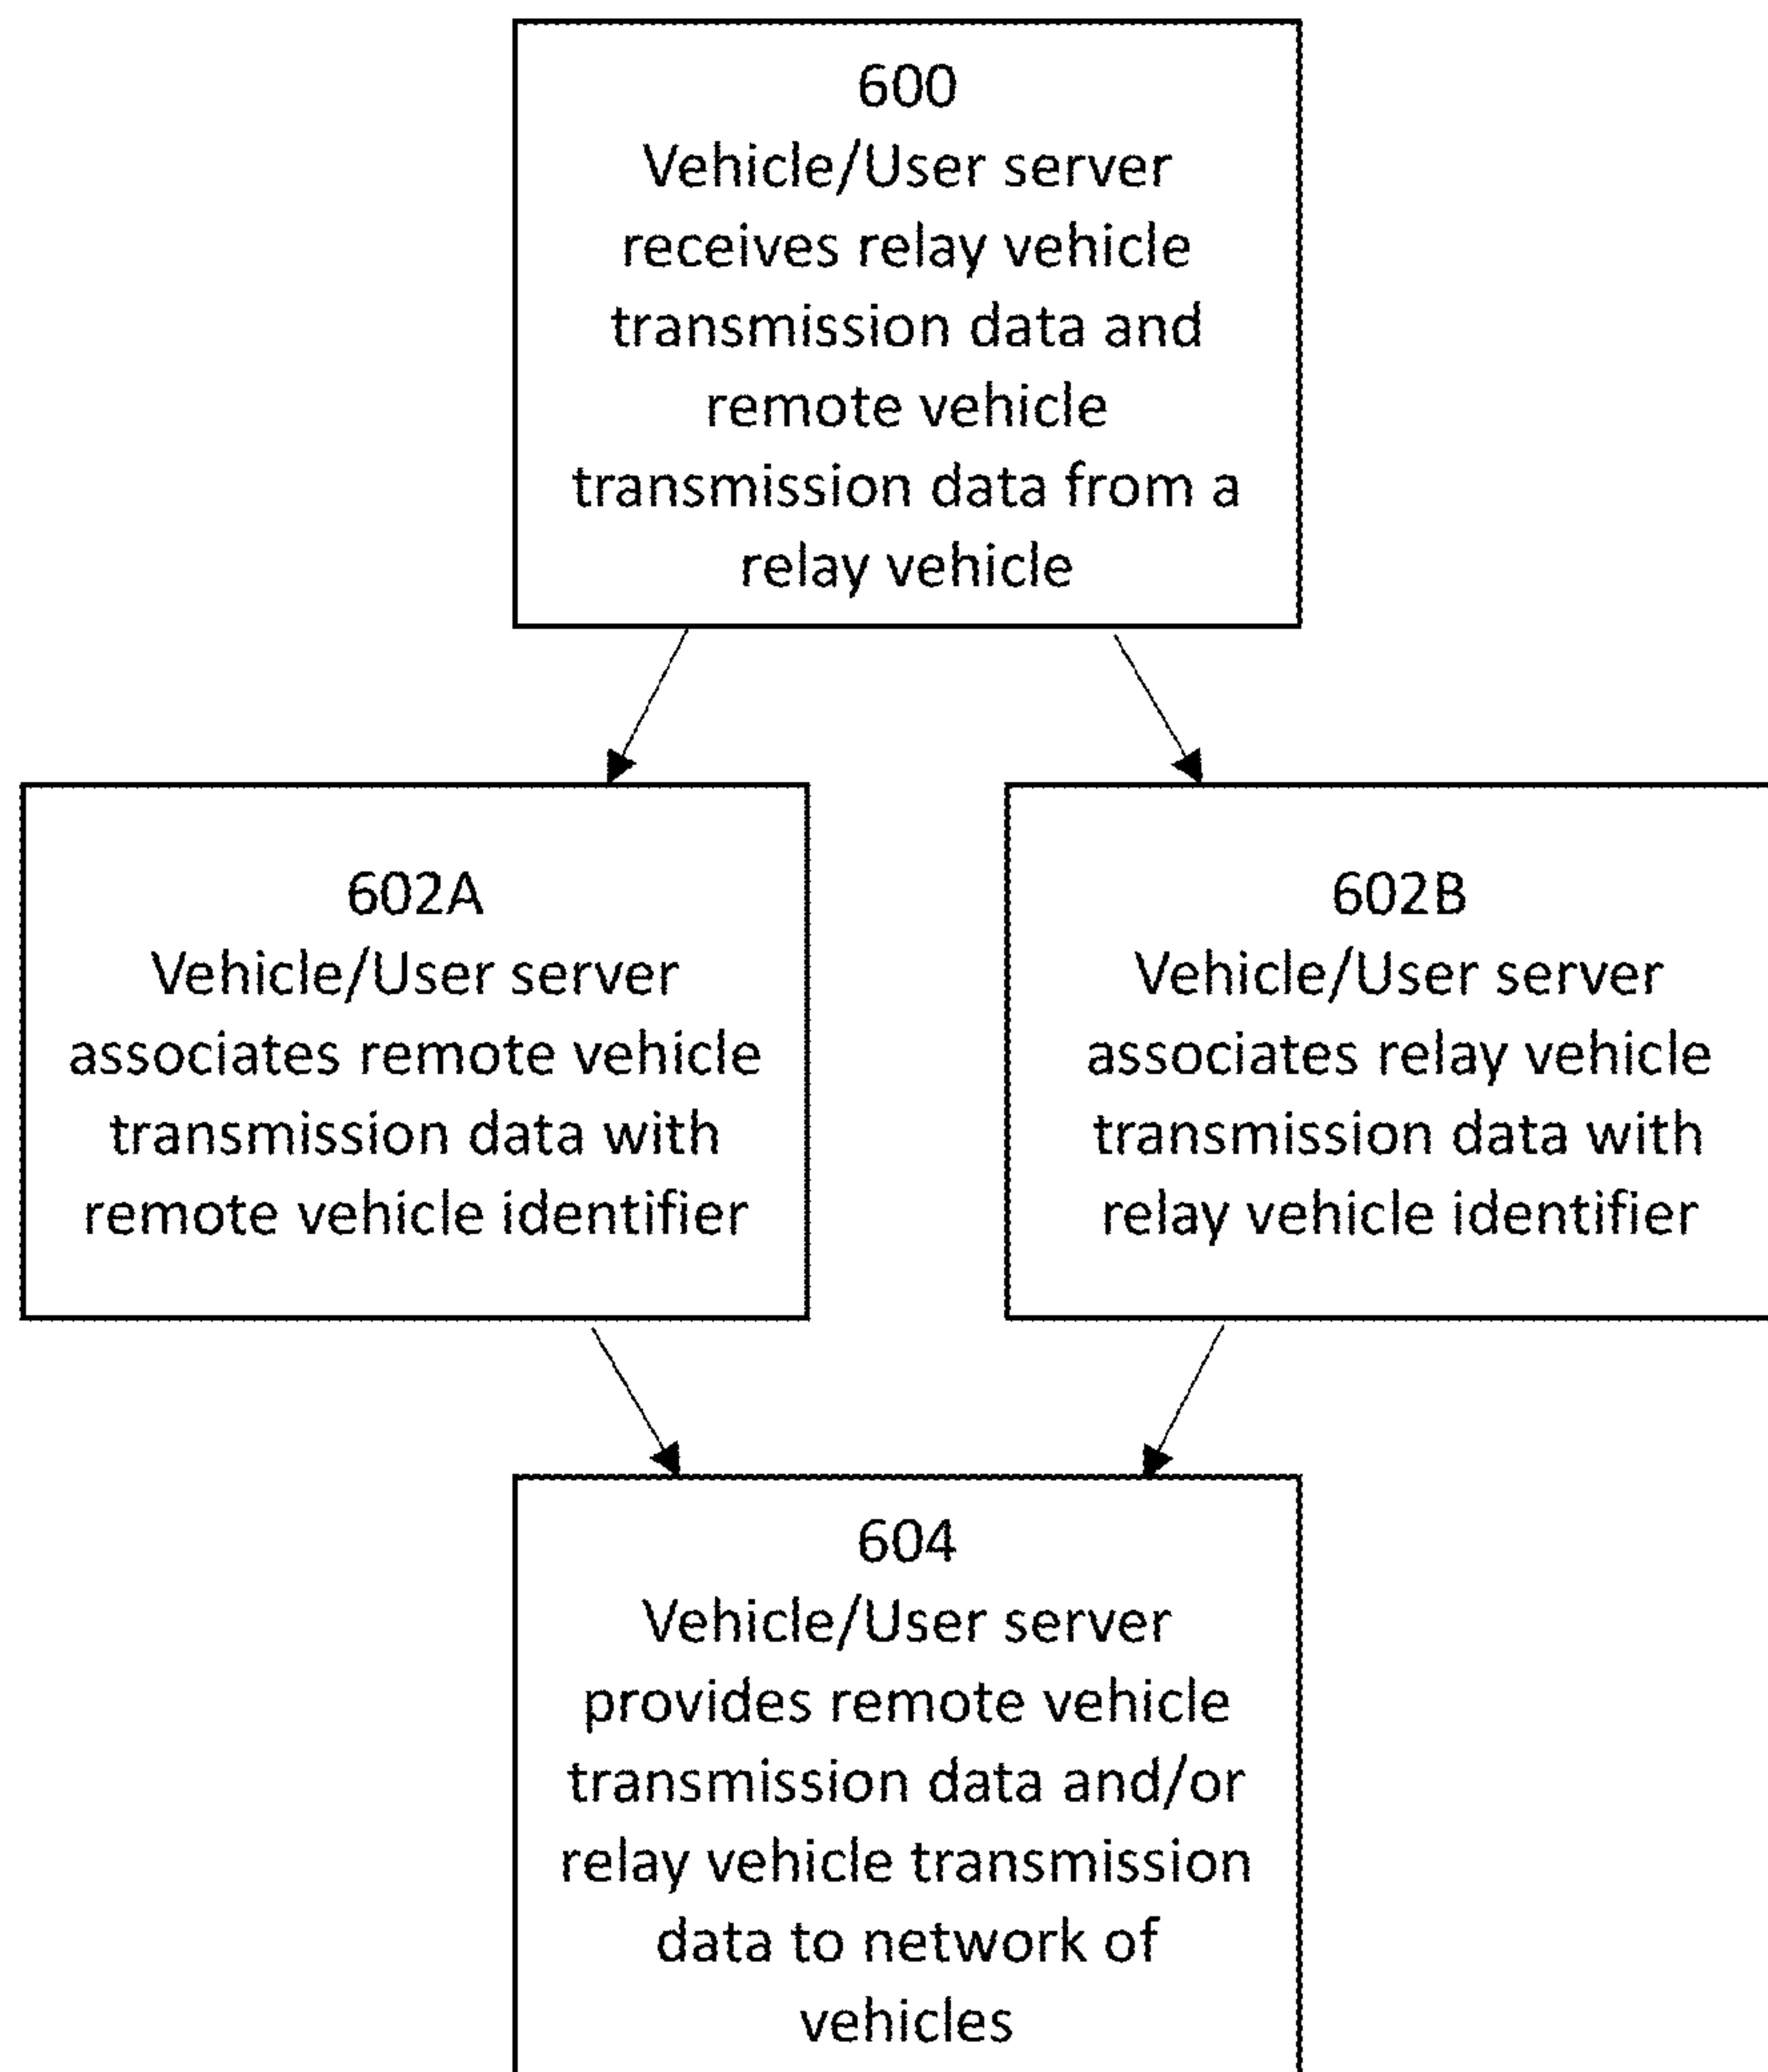 600
Vehicle/User server
receives relay vehicle
transmission data and
remote vehicle
transmission data from a
relay vehicle
602A
Vehicle/User server
associates remote vehicle
transmission data with
remote vehicle identifier
602B
Vehicle/User server
associates relay vehicle
transmission data with
relay vehicle identifier
604
Vehicle/User server
provides remote vehicle
transmission data and/or
relay vehicle transmission
data to network of
vehicles